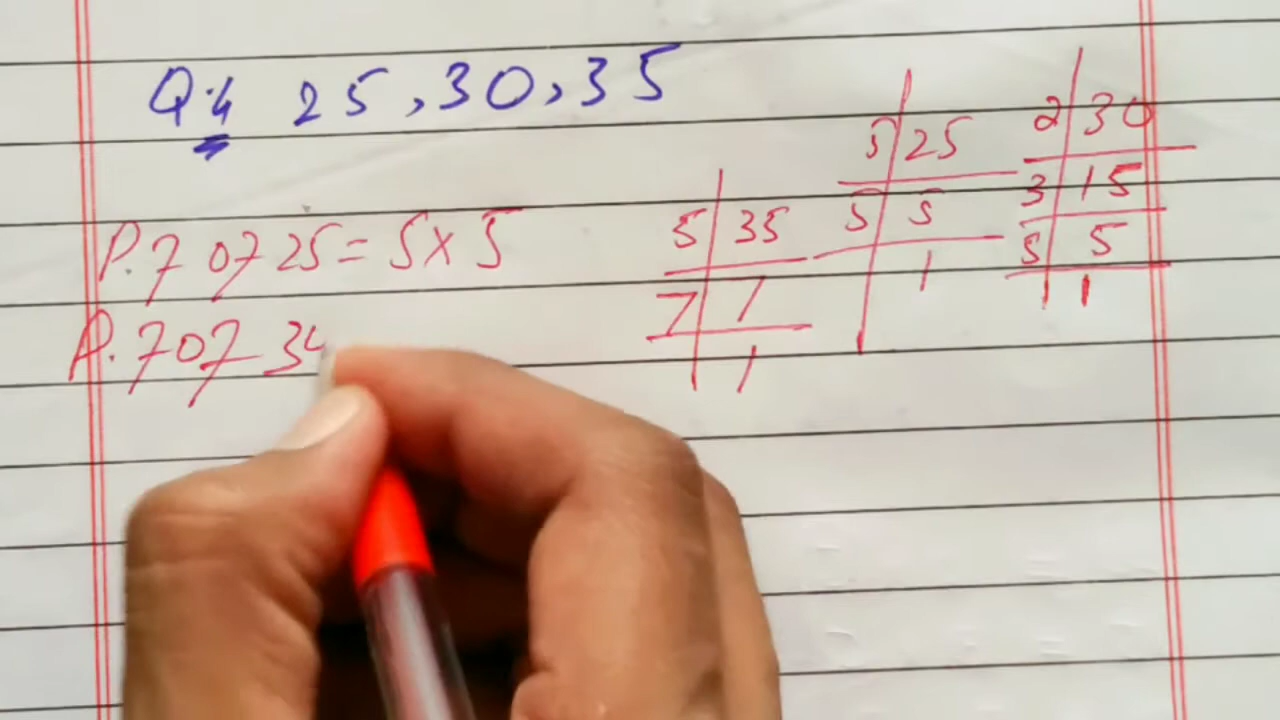 Q.4 25, 30, 35
P.F OF 25 = 5 x 5
P.F OF 3
5 | 35
7 | 7
1
5 | 25
5 | 5
1
2 | 30
3 | 15
5 | 5
1